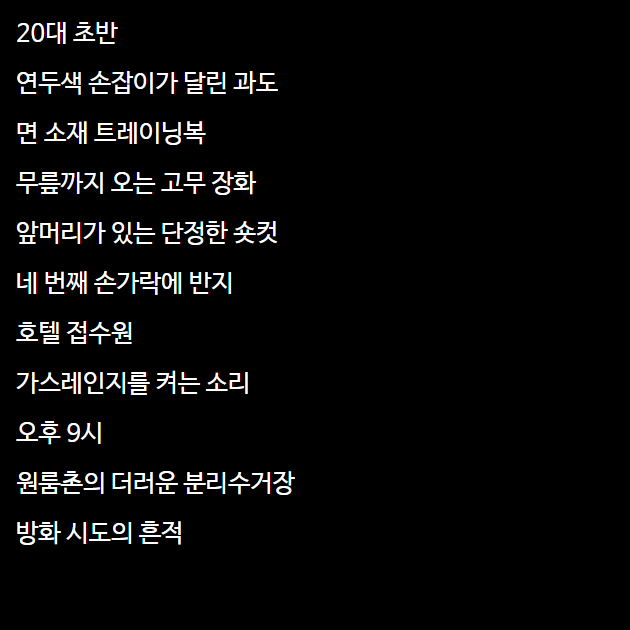 20대 초반
연두색 손잡이가 달린 과도
면 소재 트레이닝복
무릎까지 오는 고무 장화
앞머리가 있는 단정한 숏컷
네 번째 손가락에 반지
호텔 접수원
가스레인지를 켜는 소리
오후 9시
원룸촌의 더러운 분리수거장
방화 시도의 흔적